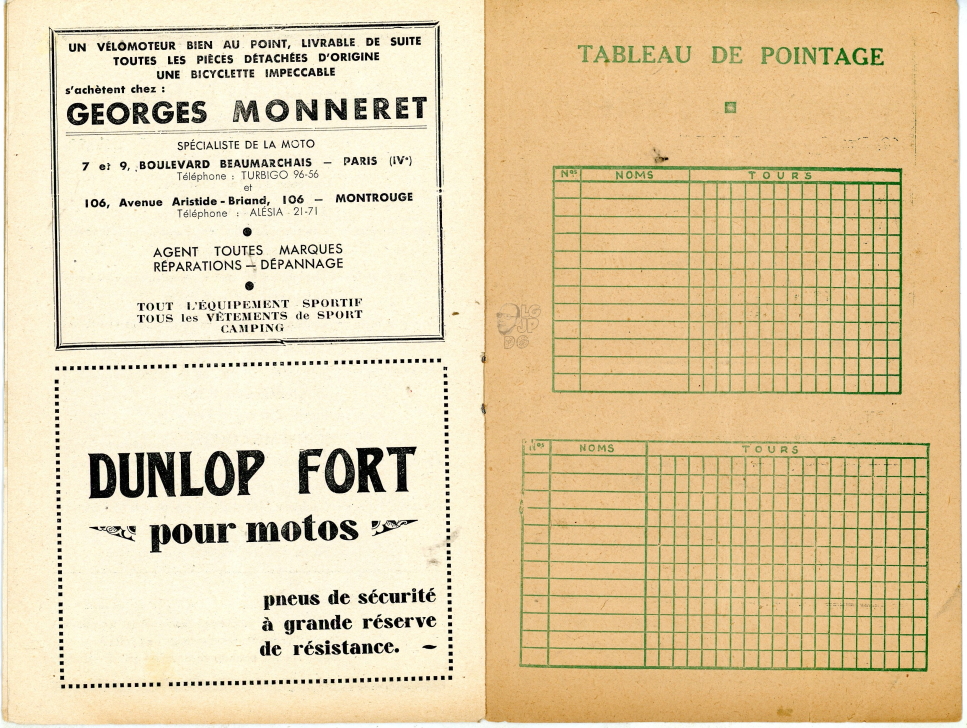 UN VÉLOMOTEUR BIEN AU POINT, LIVRABLE DE SUITE
TOUTES LES PIÈCES DÉTACHÉES D'ORIGINE
UNE BICYCLETTE IMPECCABLE
s'achètent chez :
GEORGES MONNERET
SPÉCIALISTE DE LA MOTO
7 et 9, BOULEVARD BEAUMARCHAIS — PARIS (IVᵉ)
Téléphone : TURBIGO 96-56
et
106, Avenue Aristide-Briand, 106 — MONTROUGE
Téléphone : ALÉSIA 21-71
AGENT TOUTES MARQUES
RÉPARATIONS — DÉPANNAGE
TOUT L'ÉQUIPEMENT SPORTIF
TOUS les VÊTEMENTS de SPORT
CAMPING
DUNLOP FORT
pour motos
pneus de sécurité
à grande réserve
de résistance. —
TABLEAU DE POINTAGE
Nᵒˢ NOMS TOURS
LG
JP
DG
Nᵒˢ NOMS TOURS